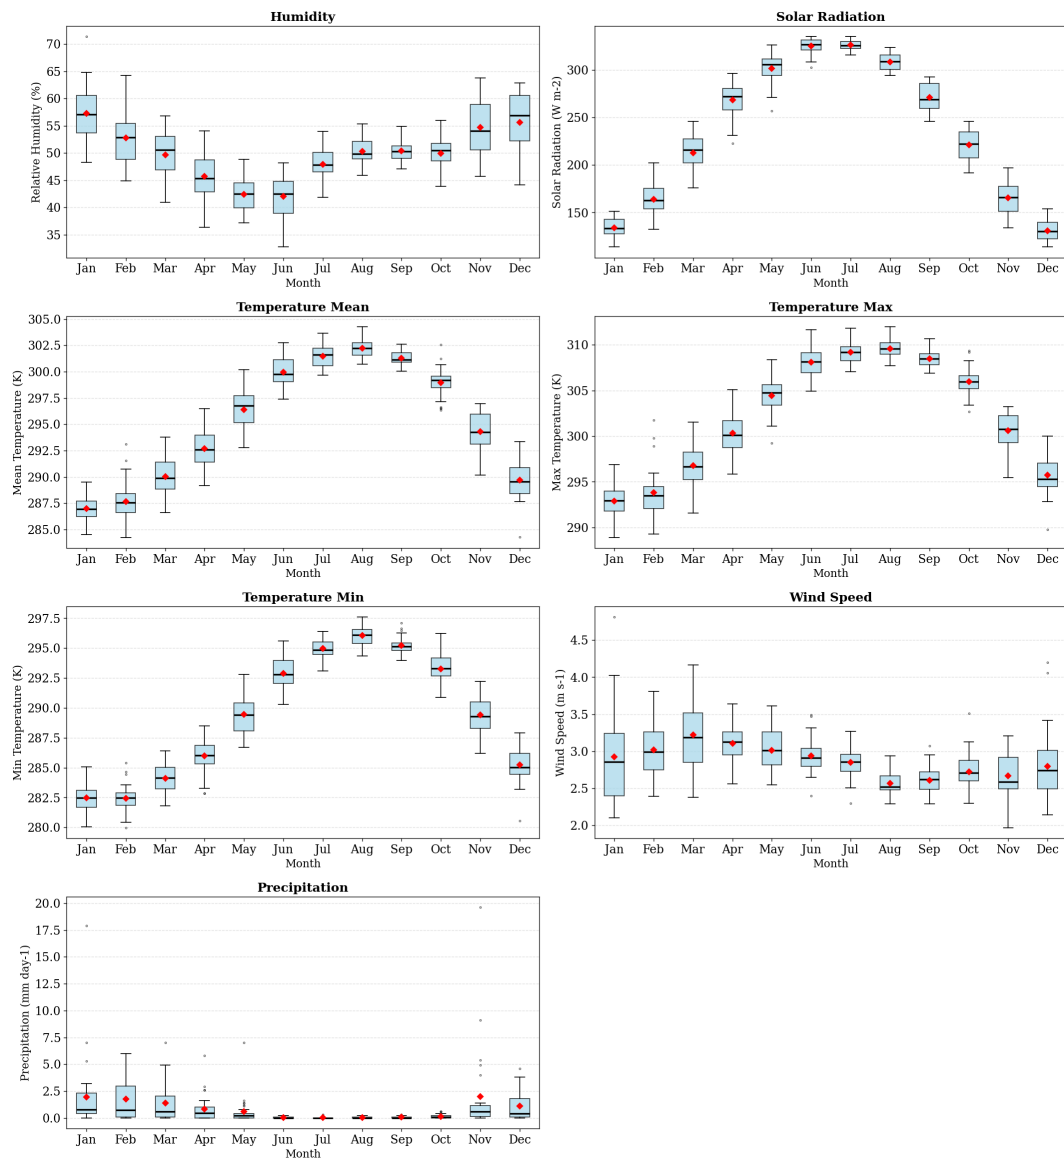 Humidity
Relative Humidity (%)
70
65
60
55
50
45
40
35
Jan Feb Mar Apr May Jun Jul Aug Sep Oct Nov Dec
Month
Solar Radiation
Solar Radiation (W m-2)
300
250
200
150
Jan Feb Mar Apr May Jun Jul Aug Sep Oct Nov Dec
Month
Temperature Mean
Mean Temperature (K)
305.0
302.5
300.0
297.5
295.0
292.5
290.0
287.5
285.0
Jan Feb Mar Apr May Jun Jul Aug Sep Oct Nov Dec
Month
Temperature Max
Max Temperature (K)
310
305
300
295
290
Jan Feb Mar Apr May Jun Jul Aug Sep Oct Nov Dec
Month
Temperature Min
Min Temperature (K)
297.5
295.0
292.5
290.0
287.5
285.0
282.5
280.0
Jan Feb Mar Apr May Jun Jul Aug Sep Oct Nov Dec
Month
Wind Speed
Wind Speed (m s-1)
4.5
4.0
3.5
3.0
2.5
2.0
Jan Feb Mar Apr May Jun Jul Aug Sep Oct Nov Dec
Month
Precipitation
Precipitation (mm day-1)
20.0
17.5
15.0
12.5
10.0
7.5
5.0
2.5
0.0
Jan Feb Mar Apr May Jun Jul Aug Sep Oct Nov Dec
Month